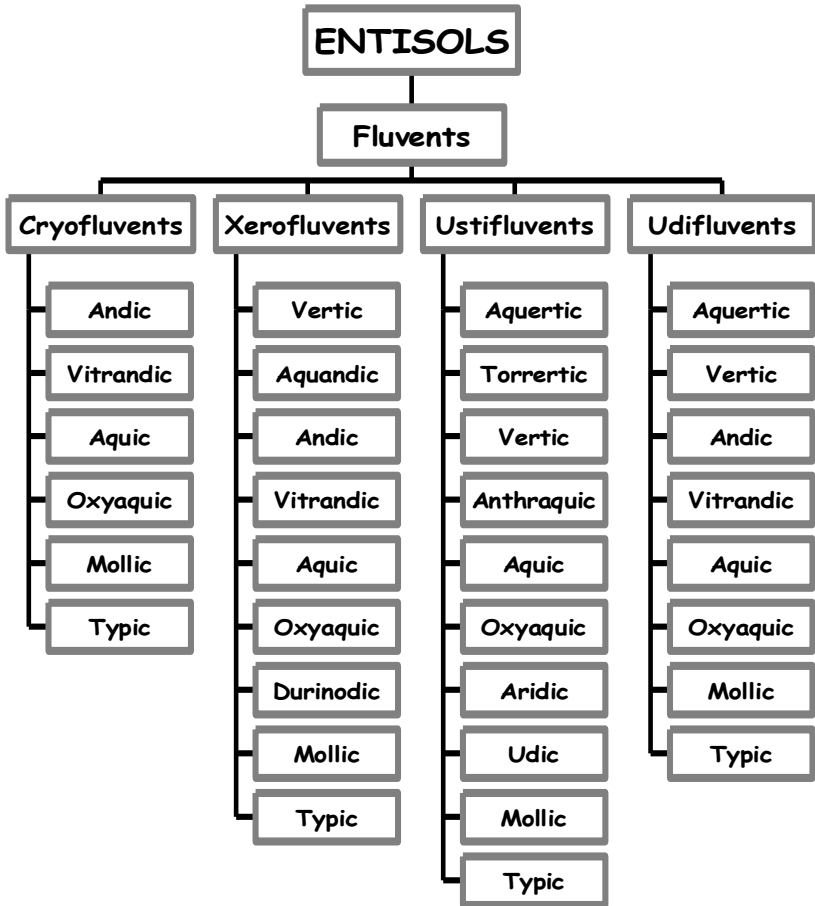 ENTISOLS
Fluvents
Cryofluvents
Andic
Vitrandic
Aquic
Oxyaquic
Mollic
Typic
Xerofluvents
Vertic
Aquandic
Andic
Vitrandic
Aquic
Oxyaquic
Durinodic
Mollic
Typic
Ustifluvents
Aquertic
Torrertic
Vertic
Anthraquic
Aquic
Oxyaquic
Aridic
Udic
Mollic
Typic
Udifluvents
Aquertic
Vertic
Andic
Vitrandic
Aquic
Oxyaquic
Mollic
Typic